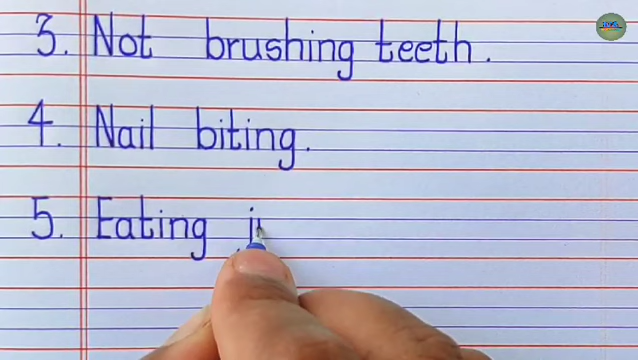 3. Not brushing teeth.
4. Nail biting.
5. Eating